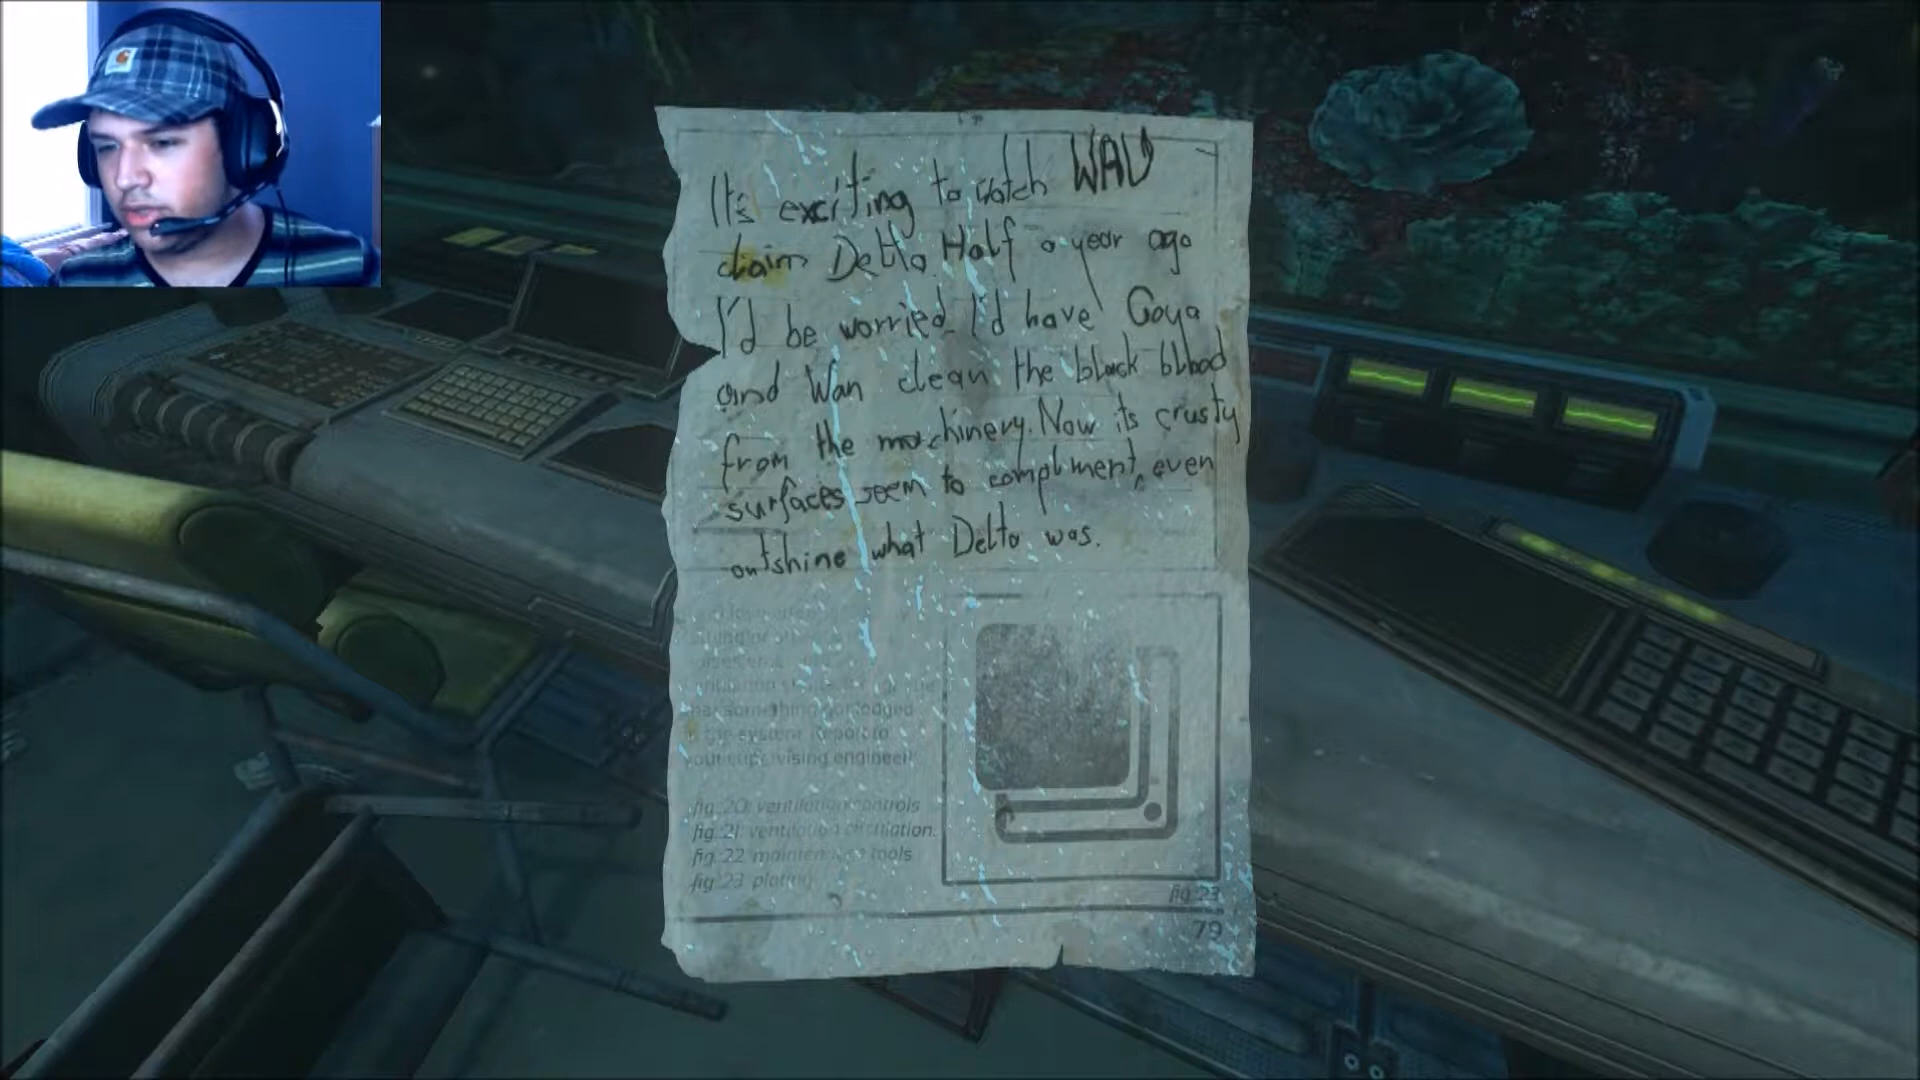 It's exciting to watch WAU
claim Delta. Half a year ago
I'd be worried. I'd have Goya
and Wan clean the black blood
from the machinery. Now its crusty
surfaces seem to compliment, even
outshine what Delta was.
something got lodged
the system. Report to
your supervising engineer!
fig. 20: ventilation controls
fig. 21: ventilation circulation.
fig. 22 maintenance tools
fig. 23 plating
fig. 23
79